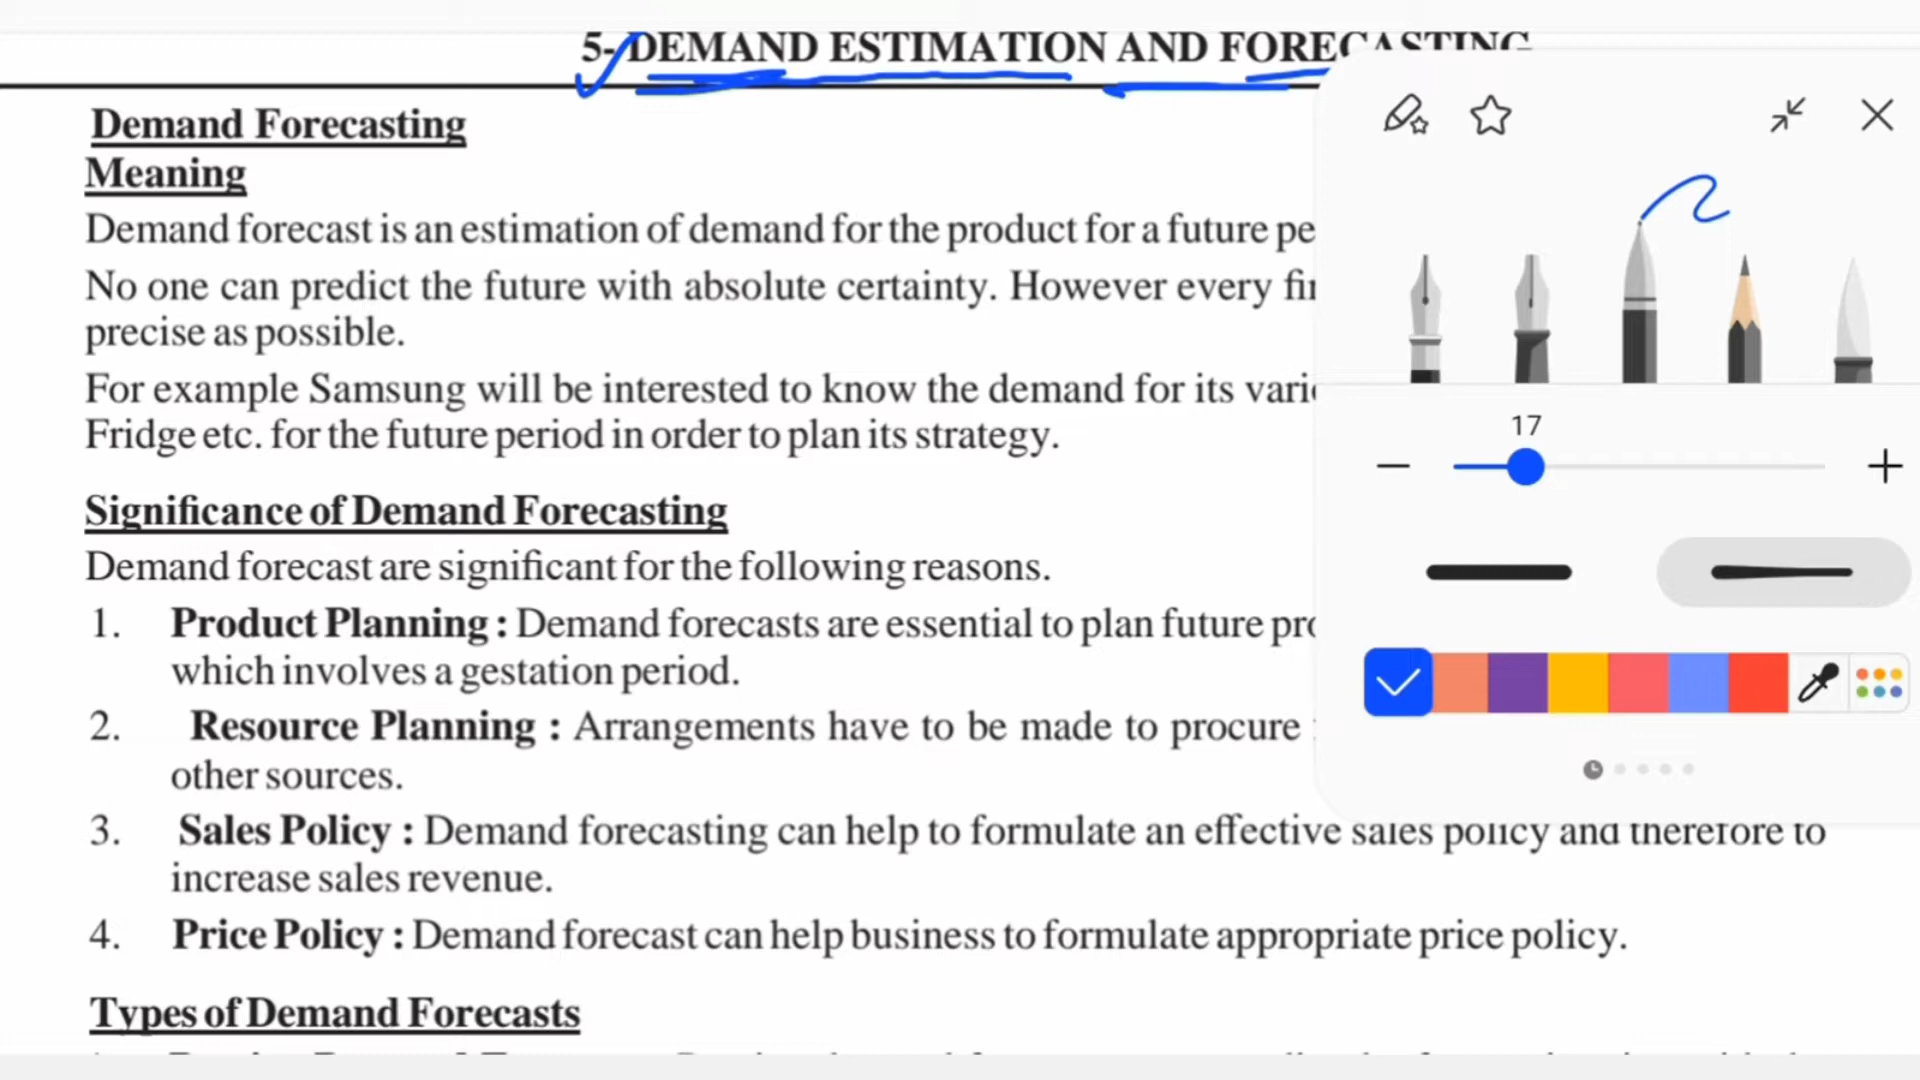 5- DEMAND ESTIMATION AND FORECASTING
Demand Forecasting
Meaning
Demand forecast is an estimation of demand for the product for a future
No one can predict the future with absolute certainty. However every
precise as possible.
For example Samsung will be interested to know the demand for its
Fridge etc. for the future period in order to plan its strategy.
17
Significance of Demand Forecasting
Demand forecast are significant for the following reasons.
1. Product Planning : Demand forecasts are essential to plan future
which involves a gestation period.
2. Resource Planning : Arrangements have to be made to procure
other sources.
3. Sales Policy : Demand forecasting can help to formulate an effective sales policy and therefore to
increase sales revenue.
4. Price Policy : Demand forecast can help business to formulate appropriate price policy.
Types of Demand Forecasts